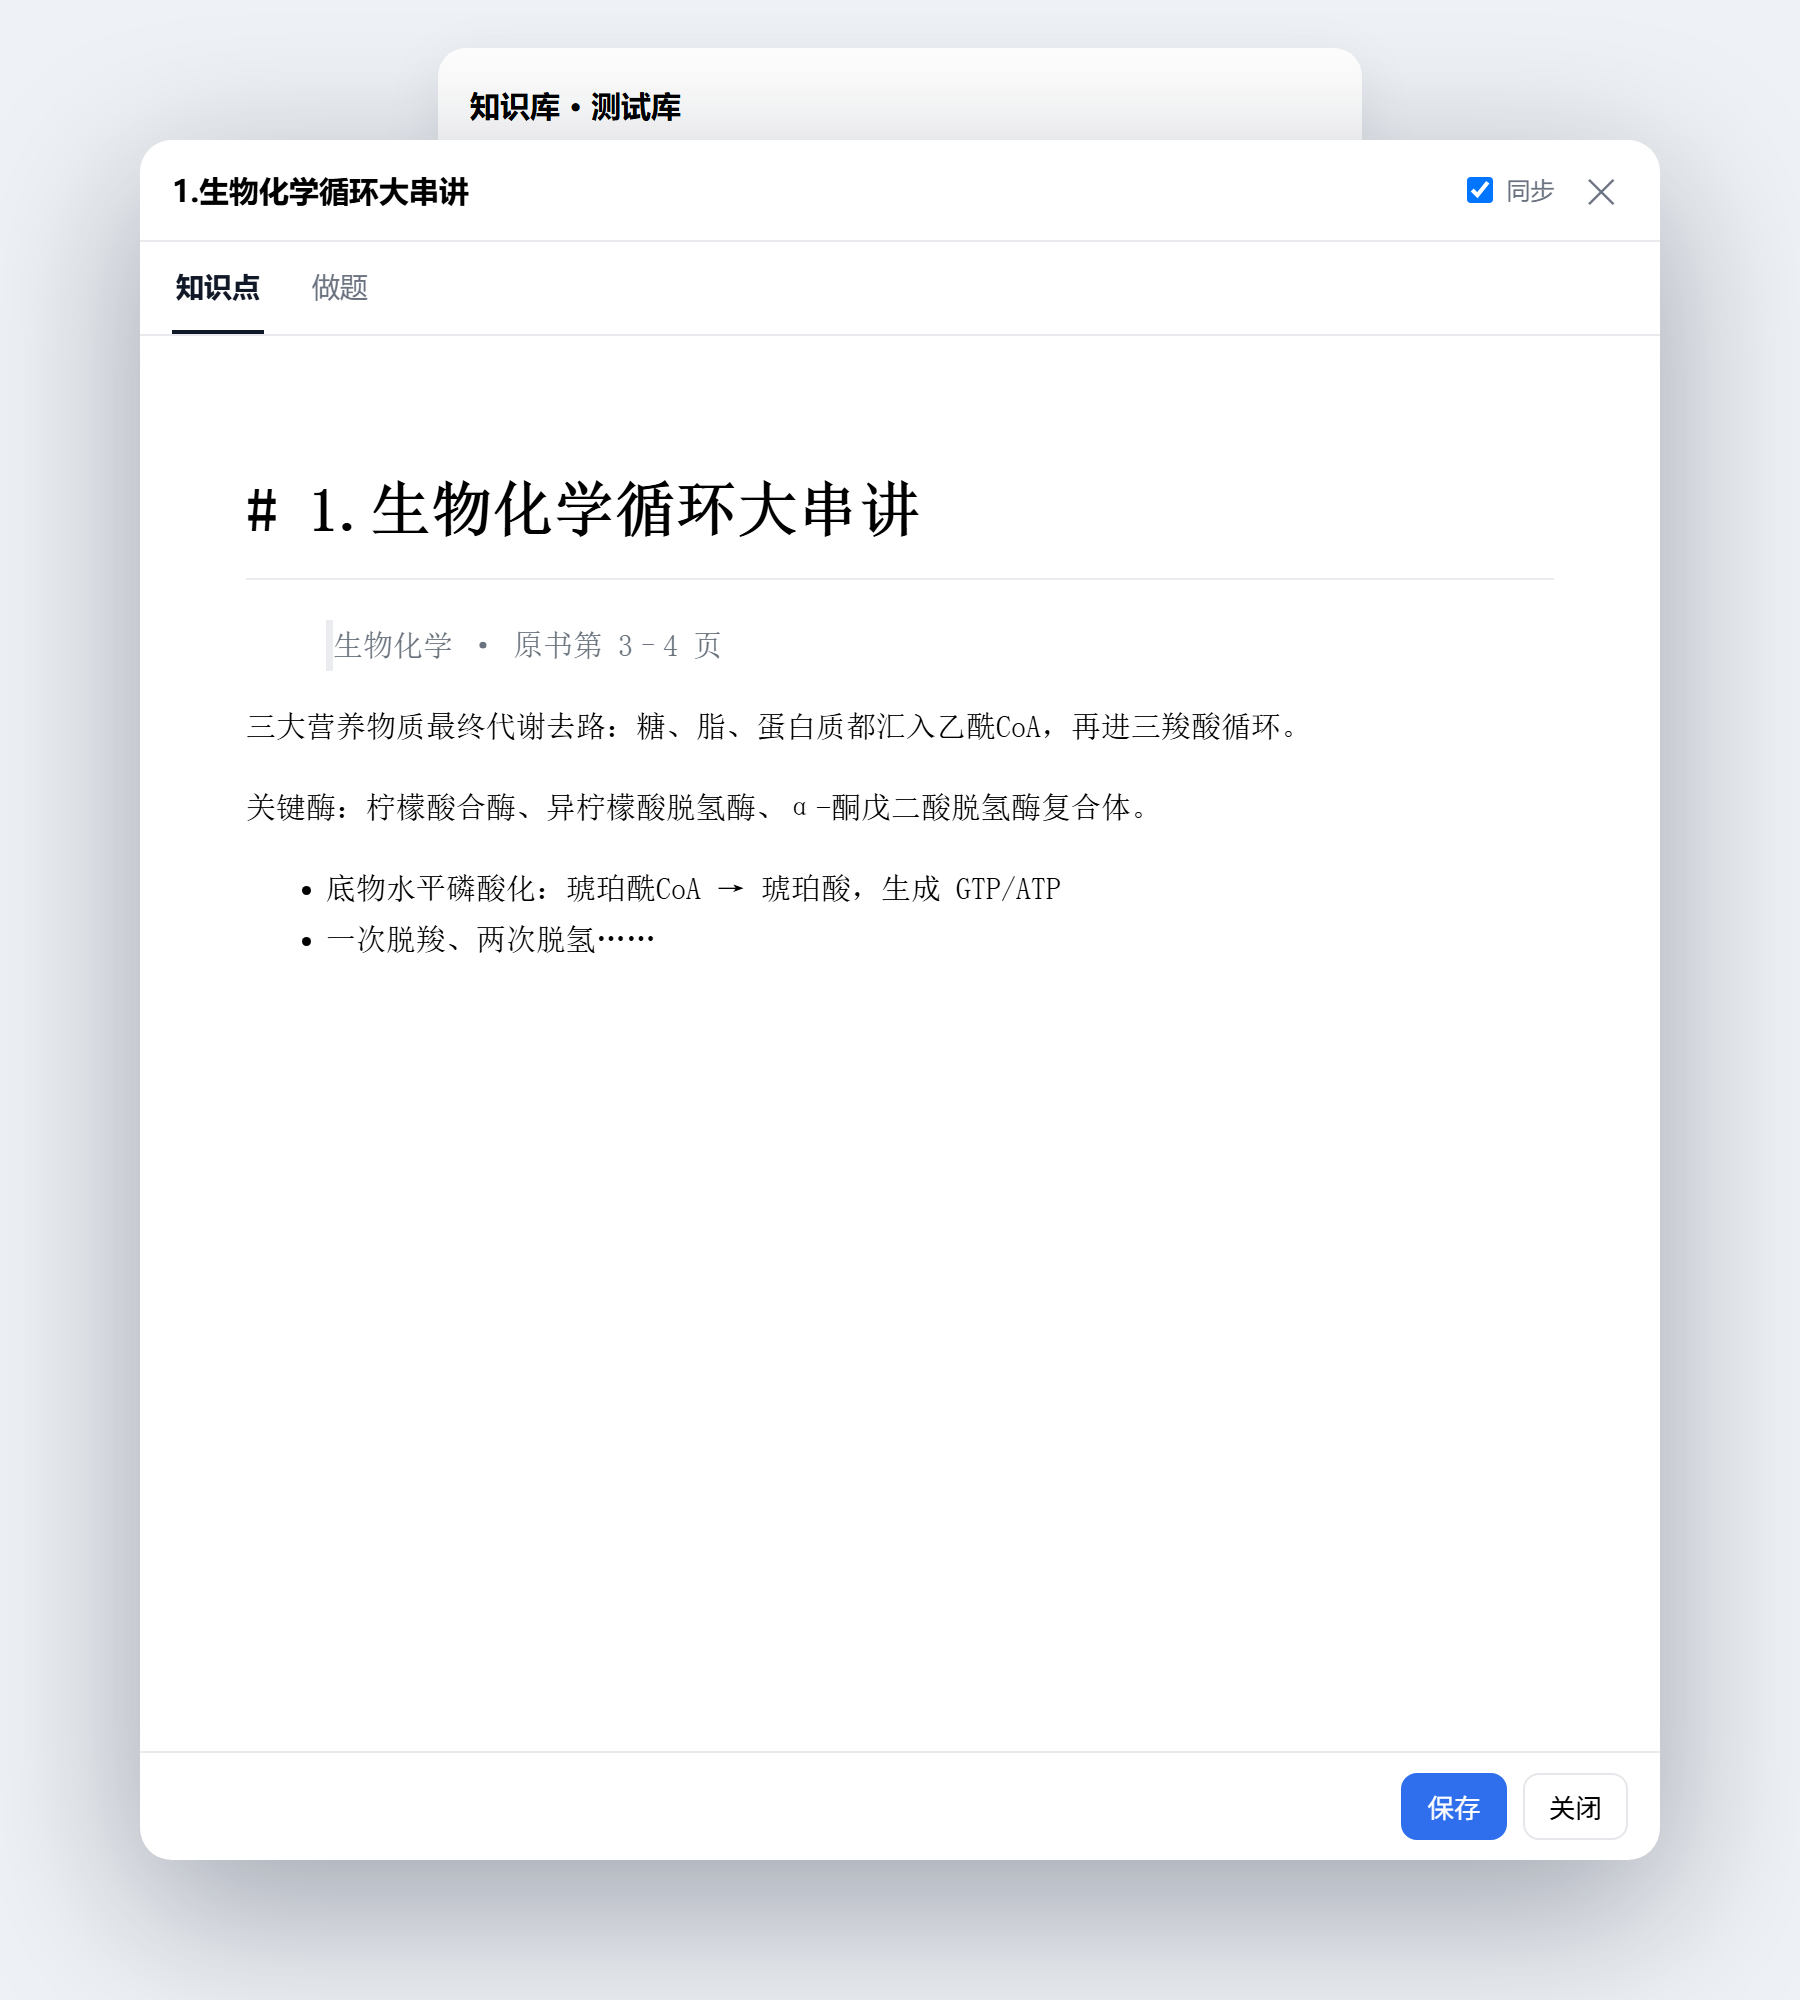 知识库 · 测试库
1.生物化学循环大串讲
同步
知识点
做题
# 1.生物化学循环大串讲
生物化学 · 原书第 3-4 页
三大营养物质最终代谢去路：糖、脂、蛋白质都汇入乙酰CoA，再进三羧酸循环。
关键酶：柠檬酸合酶、异柠檬酸脱氢酶、α-酮戊二酸脱氢酶复合体。
• 底物水平磷酸化：琥珀酰CoA → 琥珀酸，生成 GTP/ATP
• 一次脱羧、两次脱氢……
保存
关闭